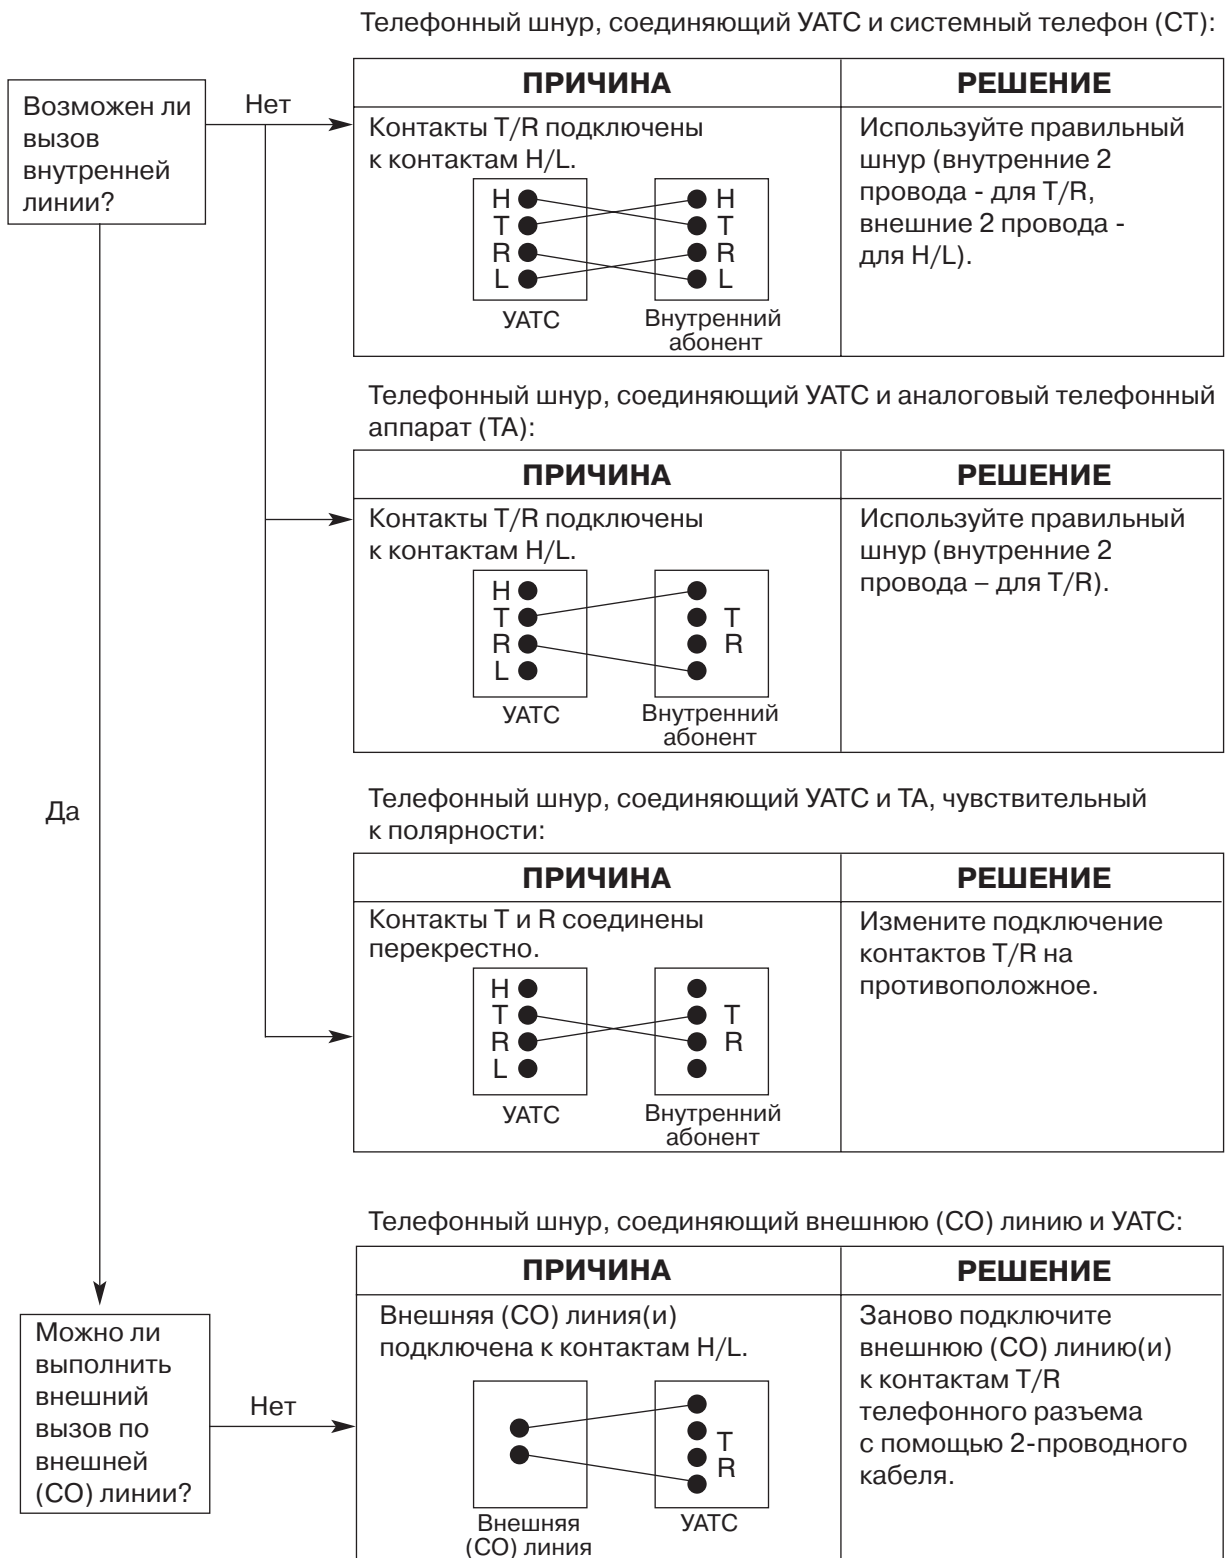 Телефонный шнур, соединяющий УАТС и системный телефон (СТ):
Возможен ли
вызов
внутренней
линии?
Нет
ПРИЧИНА
РЕШЕНИЕ
Контакты T/R подключены
к контактам H/L.
H
T
R
L
H
T
R
L
УАТС
Внутренний
абонент
Используйте правильный
шнур (внутренние 2
провода - для T/R,
внешние 2 провода -
для H/L).
Телефонный шнур, соединяющий УАТС и аналоговый телефонный
аппарат (ТА):
ПРИЧИНА
РЕШЕНИЕ
Контакты T/R подключены
к контактам H/L.
H
T
R
L
T
R
УАТС
Внутренний
абонент
Используйте правильный
шнур (внутренние 2
провода – для T/R).
Да
Телефонный шнур, соединяющий УАТС и ТА, чувствительный
к полярности:
ПРИЧИНА
РЕШЕНИЕ
Контакты T и R соединены
перекрестно.
H
T
R
L
T
R
УАТС
Внутренний
абонент
Измените подключение
контактов T/R на
противоположное.
Телефонный шнур, соединяющий внешнюю (CO) линию и УАТС:
Можно ли
выполнить
внешний
вызов по
внешней
(CO) линии?
Нет
ПРИЧИНА
РЕШЕНИЕ
Внешняя (CO) линия(и)
подключена к контактам H/L.
T
R
Внешняя
(CO) линия
УАТС
Заново подключите
внешнюю (CO) линию(и)
к контактам T/R
телефонного разъема
с помощью 2-проводного
кабеля.